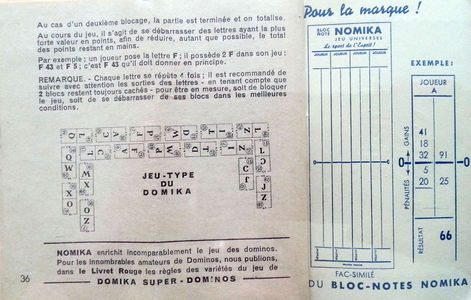 Au cas d'un deuxième blocage, la partie est terminée et on totalise.
Au cours du jeu, il s'agit de se débarrasser des lettres ayant la plus
forte valeur en points, afin de réduire, autant que possible, le total
des points restant en mains.
Par exemple ; un joueur pose la lettre F ; il possède 2 F dans son jeu :
F 43 et F 5 ; c'est F 43 qu'il doit donner en principe.
REMARQUE. - Chaque lettre se répète 4 fois ; il est recommandé de
suivre avec attention les sorties des lettres - en tenant compte que
2 blocs restent toujours cachés - pour être en mesure, soit de bloquer
le jeu, soit de se débarrasser de ses blocs dans les meilleures
conditions.
JEU-TYPE
DU
DOMIKA
NOMIKA enrichit incomparablement le jeu des dominos.
Pour les innombrables amateurs de Dominos, nous publions,
dans le Livret Rouge les règles des variétés du jeu de
DOMIKA SUPER-DOMINOS
36
Pour la marque !
BLOC
NOTES
NOMIKA
JEU UNIVERSEL
Le sport de l'Esprit !
JOUEUR
JOUEUR
JOUEUR
JOUEUR
EXEMPLE :
JOUEUR
A
GAINS
41
18
32 91
0 0
5
20 25
PÉNALITÉS
RÉSULTAT
66
FAC-SIMILÉ
DU BLOC-NOTES NOMIKA